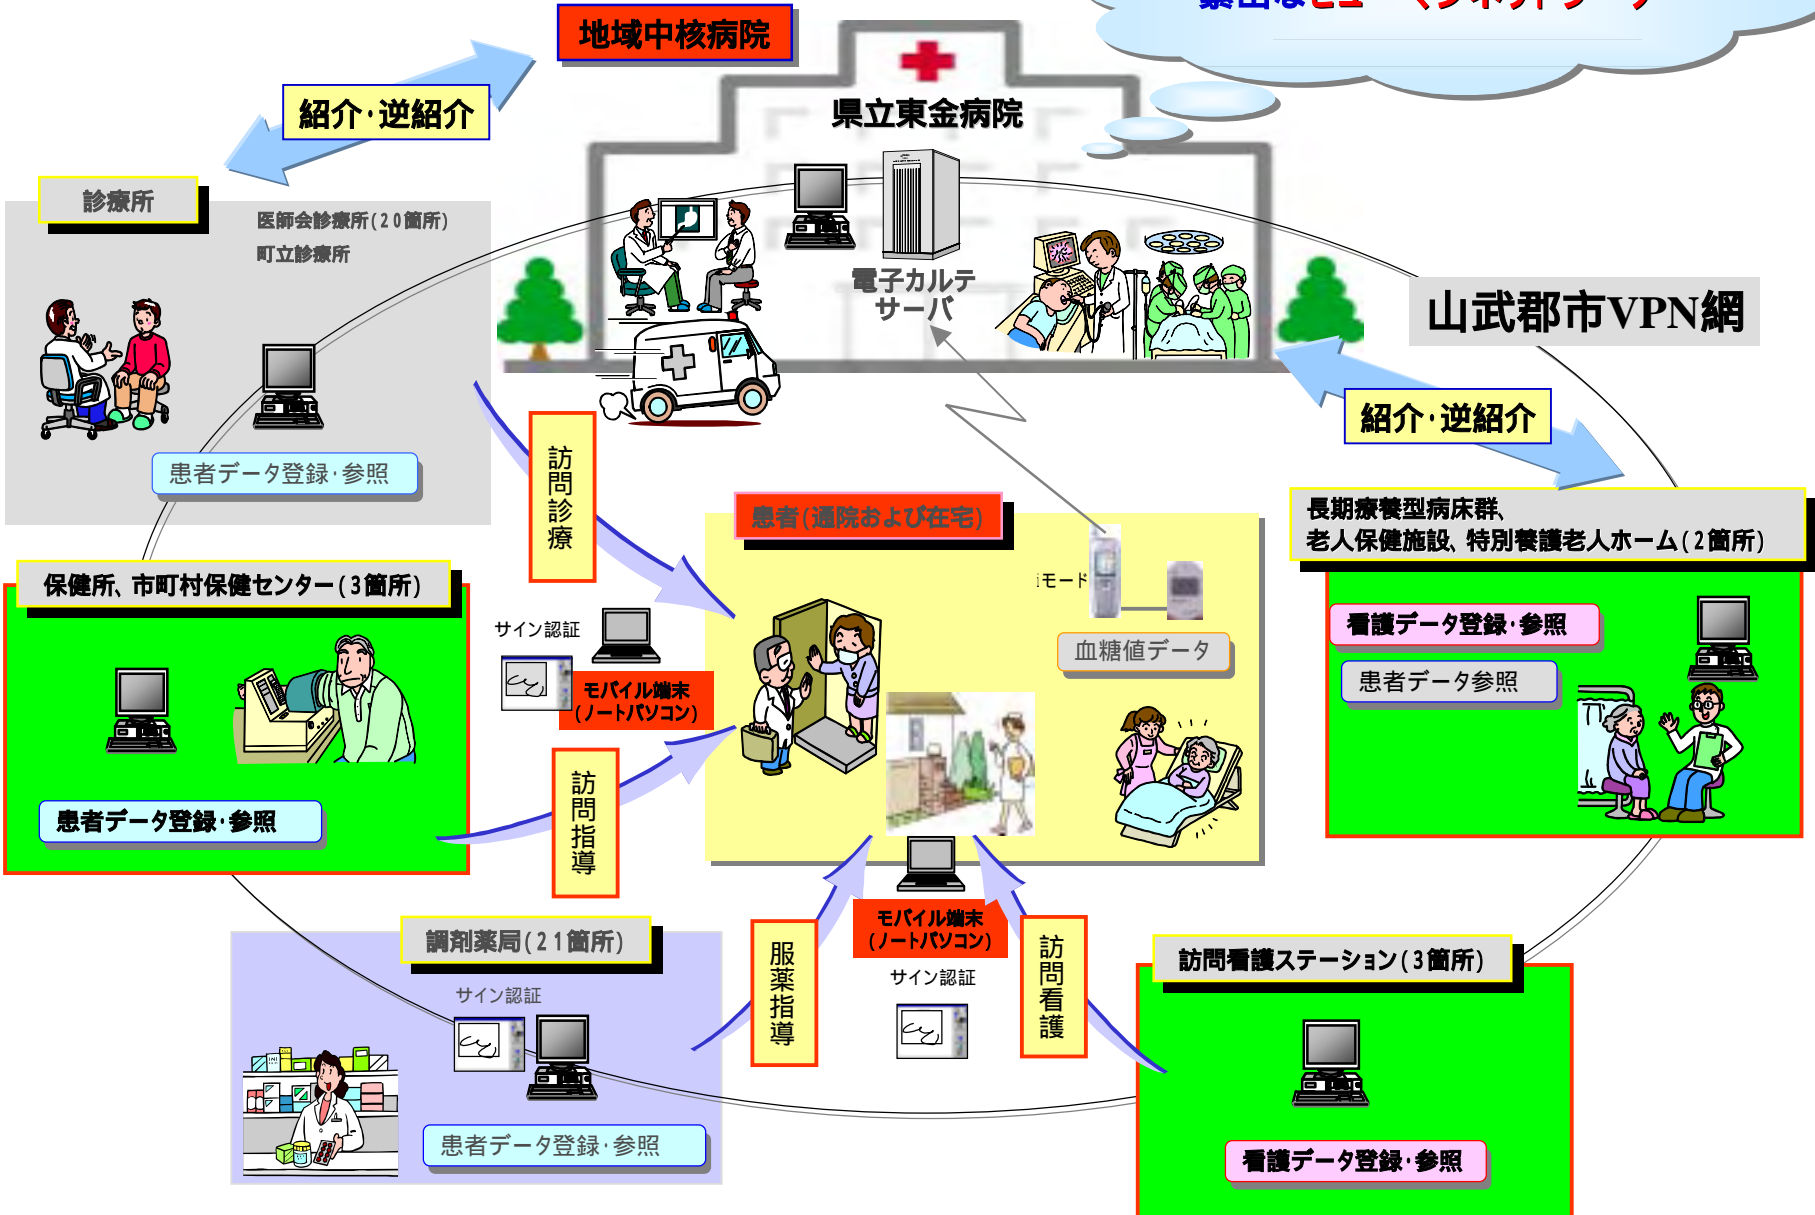 ヒューマンネットワーク
地域中核病院
紹介・逆紹介
県立東金病院
診療所
医師会診療所(20箇所)
町立診療所
電子カルテ
サーバ
山武郡市VPN網
紹介・逆紹介
患者データ登録・参照
訪問診療
患者(通院および在宅)
長期療養型病床群、
老人保健施設、特別養護老人ホーム(2箇所)
保健所、市町村保健センター(3箇所)
iモード
サイン認証
血糖値データ
看護データ登録・参照
患者データ参照
モバイル端末
(ノートパソコン)
訪問指導
患者データ登録・参照
モバイル端末
(ノートパソコン)
調剤薬局(21箇所)
服薬指導
訪問看護
訪問看護ステーション(3箇所)
サイン認証
サイン認証
患者データ登録・参照
看護データ登録・参照